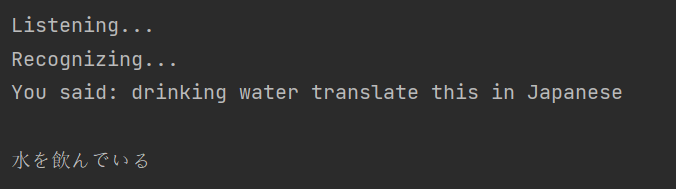 Listening...
Recognizing...
You said: drinking water translate this in Japanese
水を飲んでいる